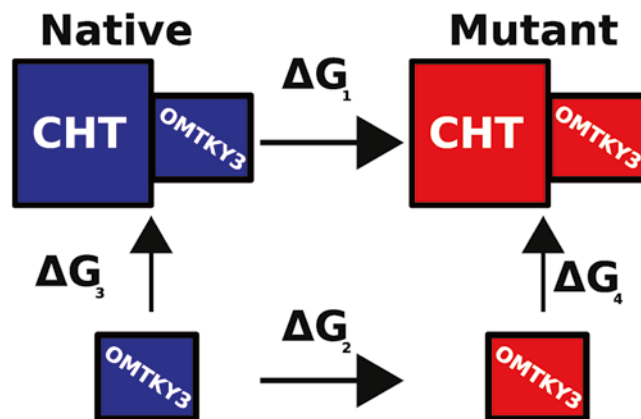 Native
Mutant
ΔG₁
CHT
OMTKY3
CHT
OMTKY3
ΔG₃
ΔG₄
ΔG₂
OMTKY3
OMTKY3